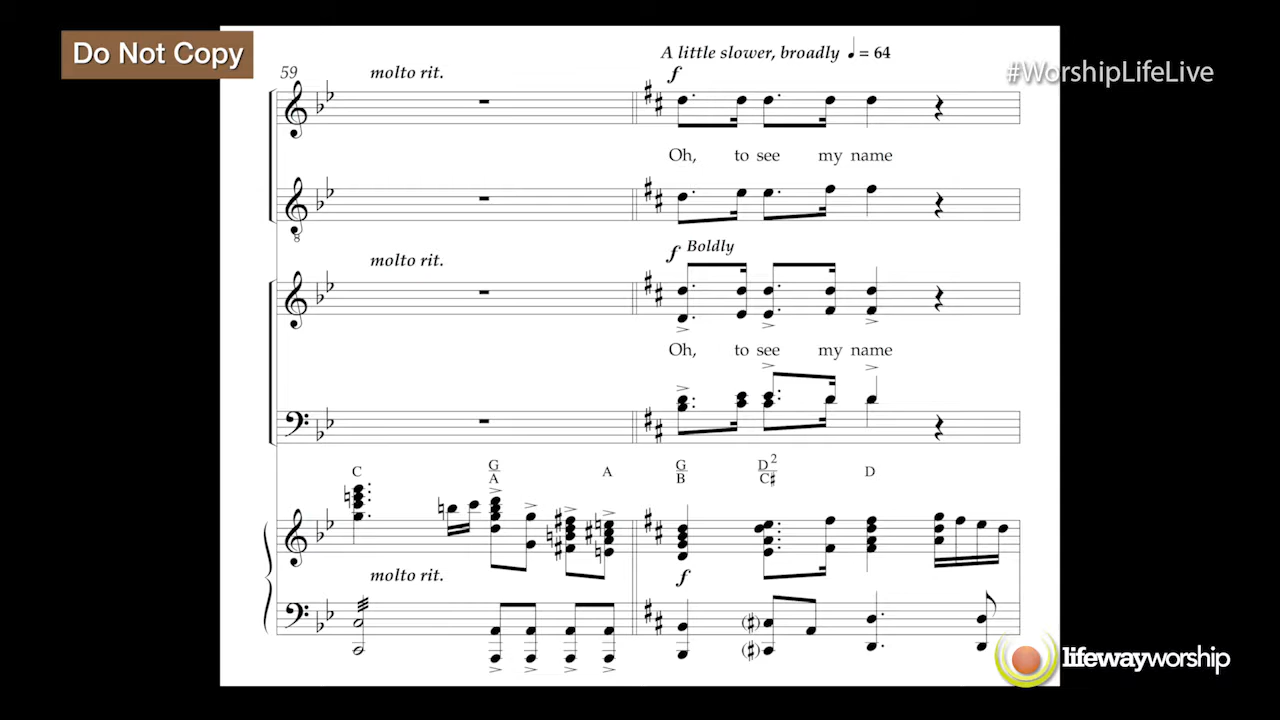 Do Not Copy
#WorshipLifeLive
A little slower, broadly ♩ = 64
59
molto rit.
f
Oh, to see my name
molto rit.
f Boldly
Oh, to see my name
C G/A A G/B D2/C♯ D
molto rit.
f
lifewayworship